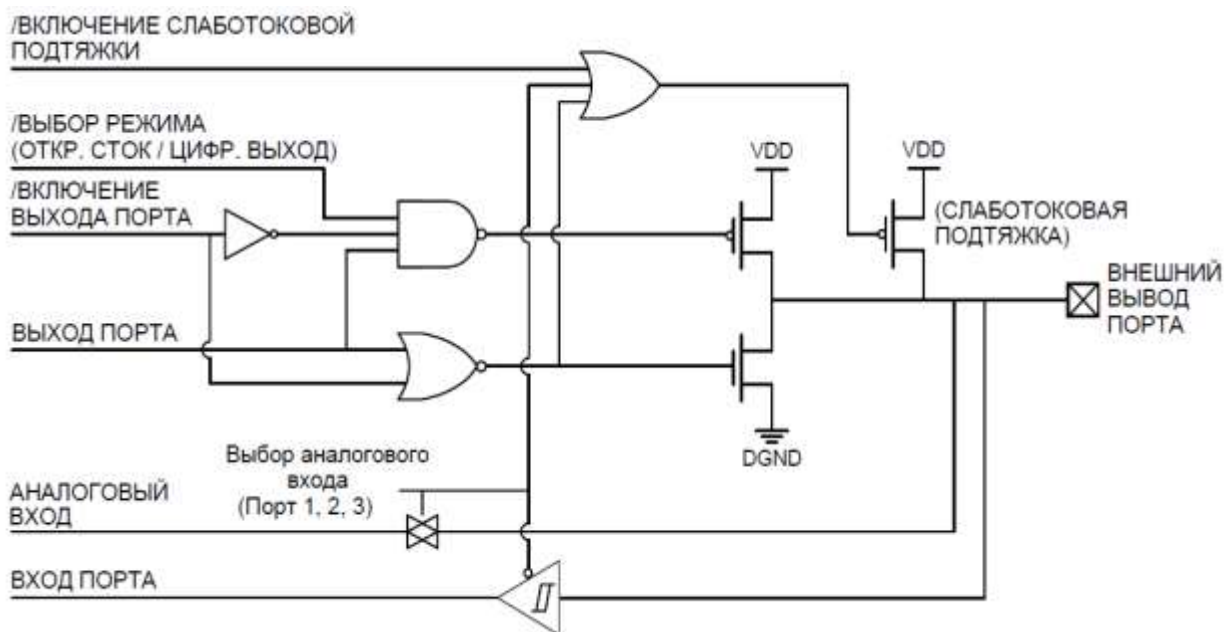 /ВКЛЮЧЕНИЕ СЛАБОТОКОВОЙ
ПОДТЯЖКИ
/ВЫБОР РЕЖИМА
(ОТКР. СТОК / ЦИФР. ВЫХОД)
/ВКЛЮЧЕНИЕ
ВЫХОДА ПОРТА
VDD
VDD
(СЛАБОТОКОВАЯ
ПОДТЯЖКА)
ВНЕШНИЙ
ВЫВОД
ПОРТА
ВЫХОД ПОРТА
DGND
Выбор аналогового
входа
(Порт 1, 2, 3)
АНАЛОГОВЫЙ
ВХОД
ВХОД ПОРТА